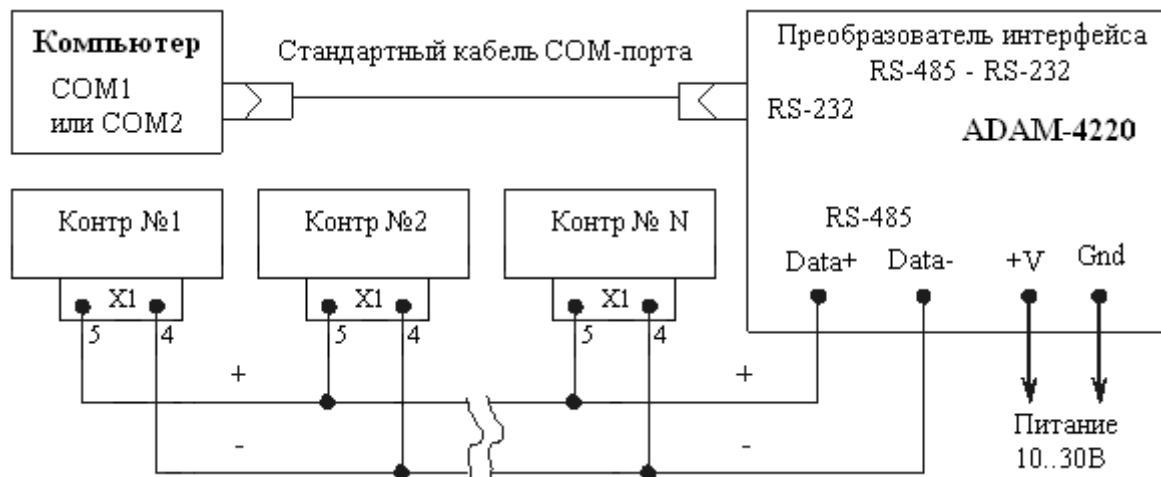 Компьютер
COM1
или COM2
Стандартный кабель COM-порта
Преобразователь интерфейса
RS-485 - RS-232
RS-232
ADAM-4220
Контр №1
Контр №2
Контр № N
X1
5
4
X1
5
4
X1
5
4
RS-485
Data+
Data-
+V
Gnd
+
+
-
-
Питание
10..30В